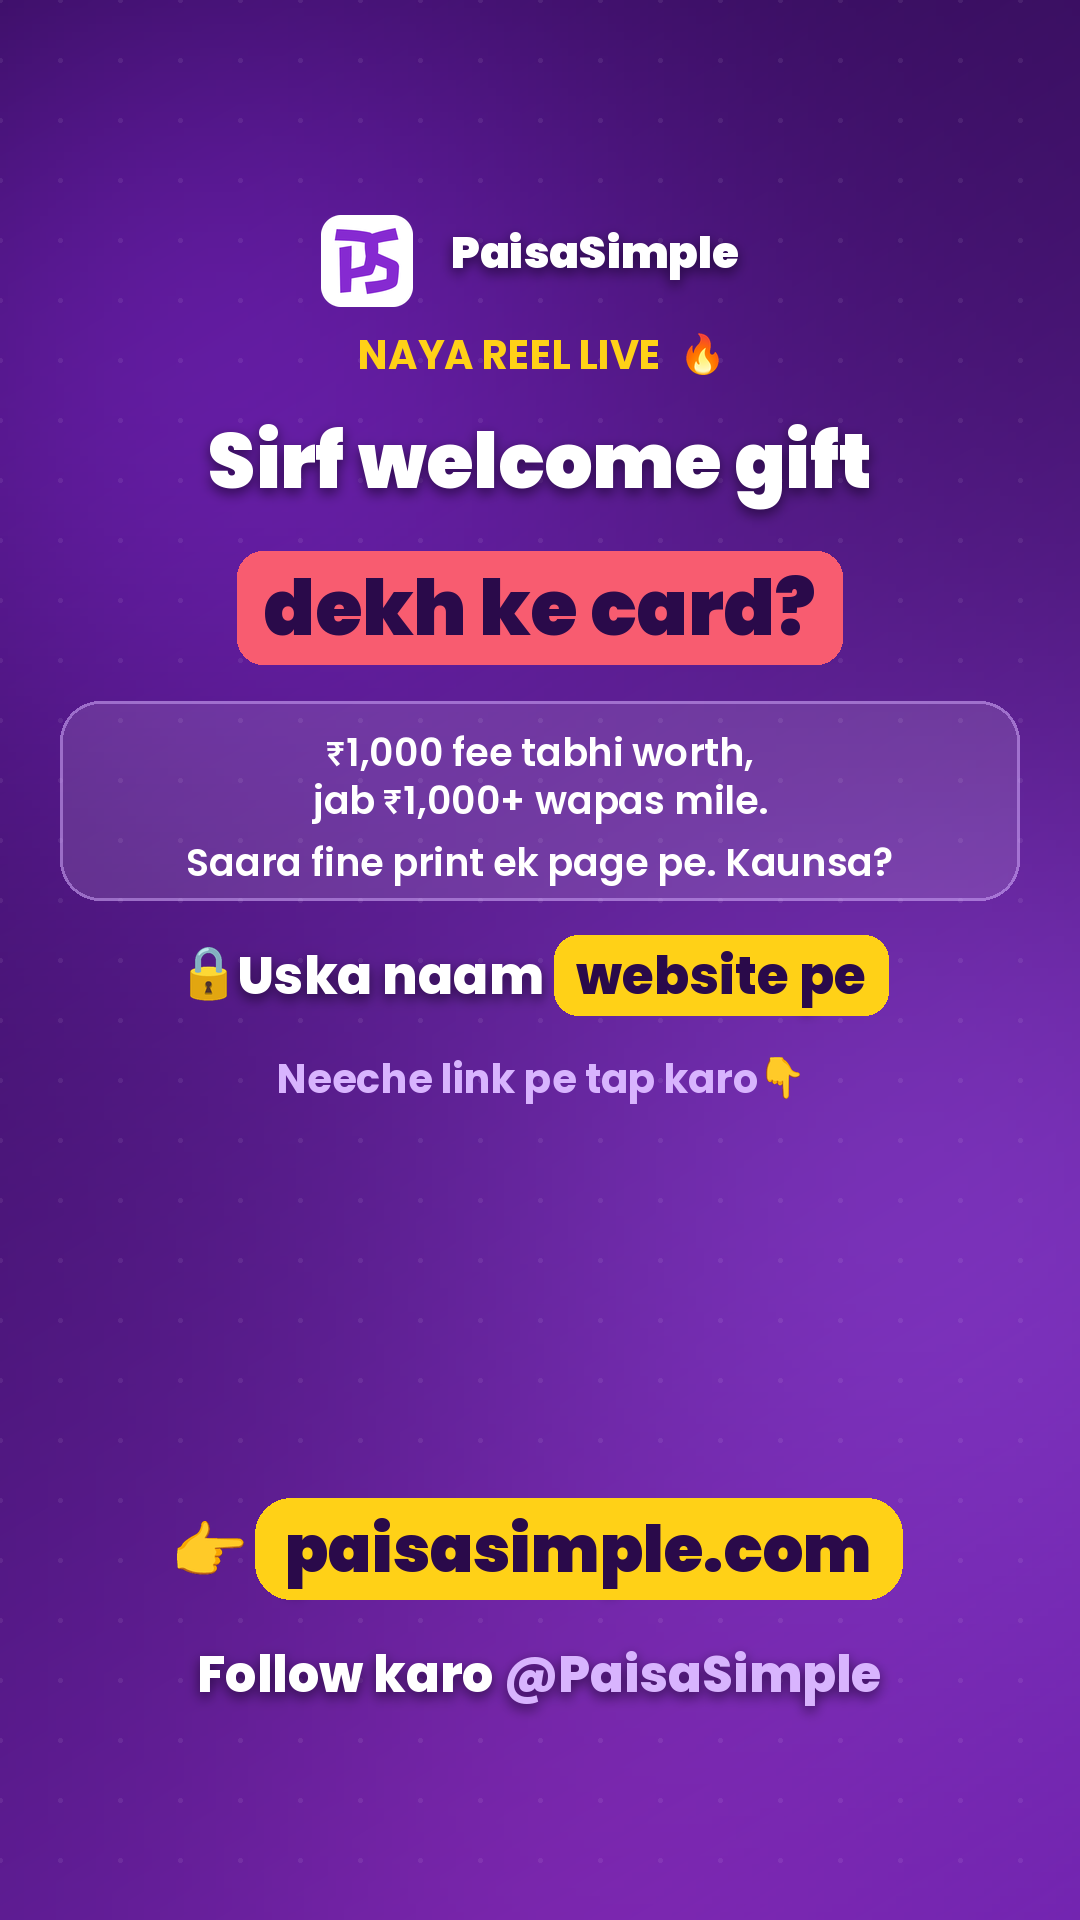 PS
PaisaSimple
NAYA REEL LIVE 🔥
Sirf welcome gift
dekh ke card?
₹1,000 fee tabhi worth,
jab ₹1,000+ wapas mile.
Saara fine print ek page pe. Kaunsa?
🔒Uska naam website pe
Neeche link pe tap karo👇
👉 paisasimple.com
Follow karo @PaisaSimple